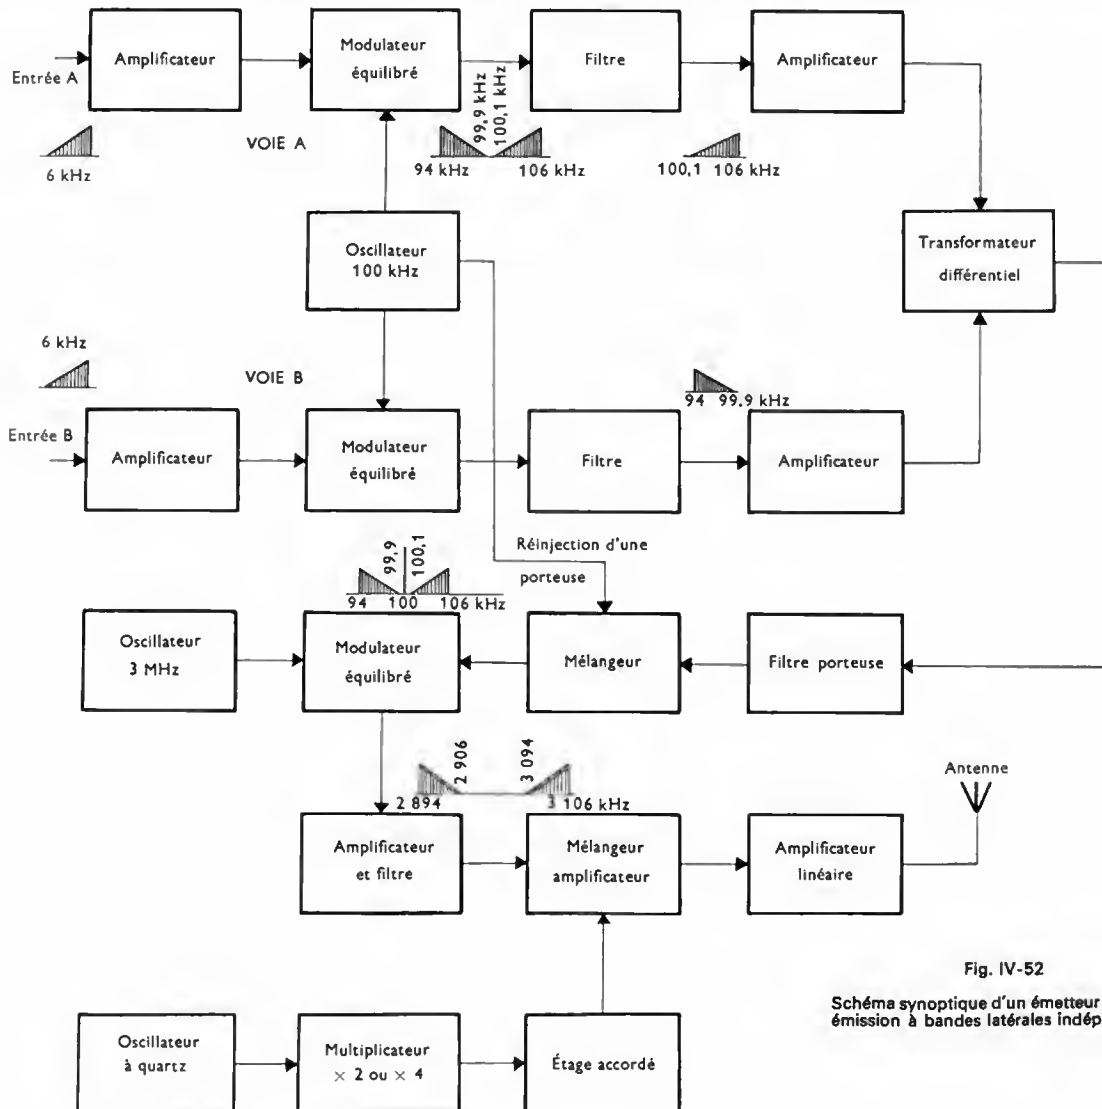 Entrée A
Amplificateur
Modulateur
équilibré
Filtre
Amplificateur
6 kHz
VOIE A
99,9 kHz
100,1 kHz
94 kHz
106 kHz
100,1 106 kHz
Oscillateur
100 kHz
Transformateur
différentiel
6 kHz
VOIE B
94 99,9 kHz
Entrée B
Amplificateur
Modulateur
équilibré
Filtre
Amplificateur
Réinjection d'une
porteuse
99,9
100,1
94 100 106 kHz
Oscillateur
3 MHz
Modulateur
équilibré
Mélangeur
Filtre porteuse
2 906
3 094
2 894
3 106 kHz
Antenne
Amplificateur
et filtre
Mélangeur
amplificateur
Amplificateur
linéaire
Fig. IV-52
Schéma synoptique d'un émetteur
émission à bandes latérales indép
Oscillateur
à quartz
Multiplicateur
× 2 ou × 4
Étage accordé